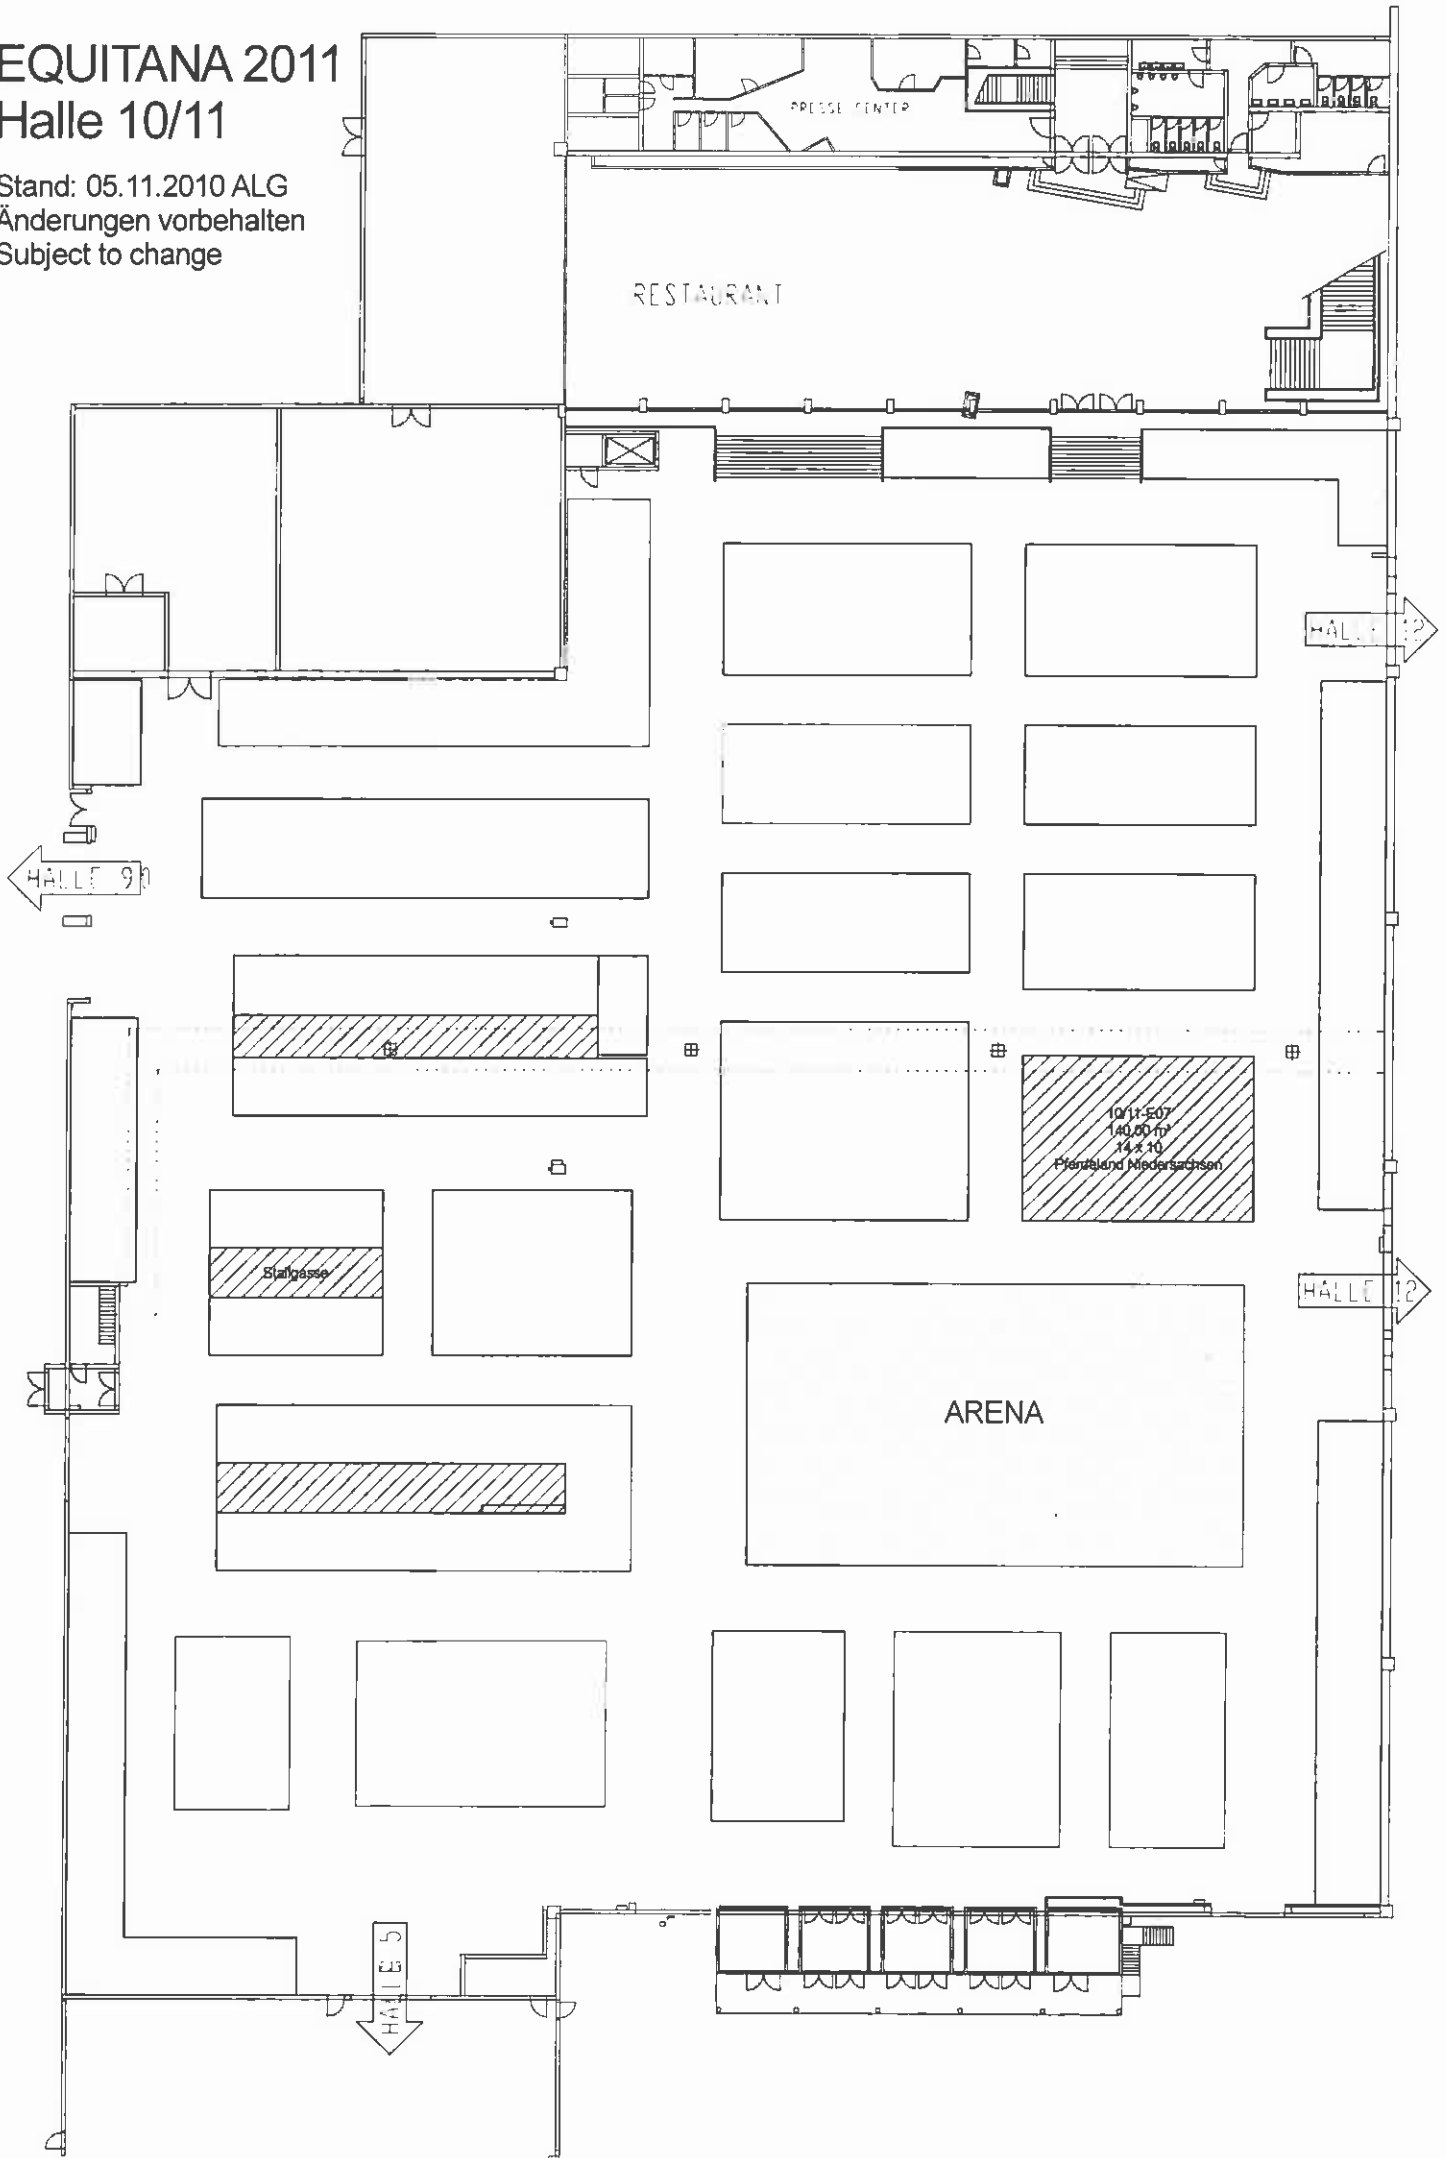 EQUITANA 2011
Halle 10/11
Stand: 05.11.2010 ALG
Änderungen vorbehalten
Subject to change
PRESSE CENTER
RESTAURANT
HALLE 12
HALLE 9
10/11-E07
140,00 m²
14 x 10
Pferdeland Niedersachsen
Stallgasse
HALLE 12
ARENA
HALLE 5